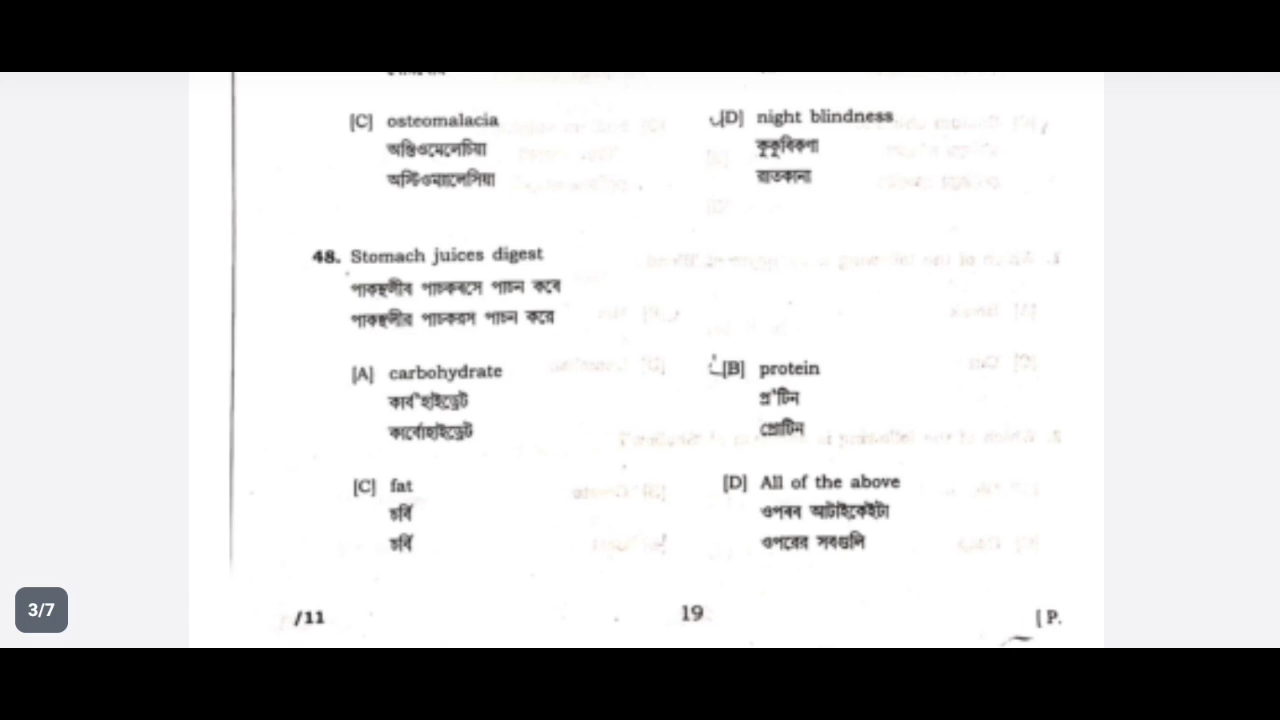 [C] osteomalacia
[D] night blindness
অষ্টিওমেলেচিয়া
কুকুৰিকণা
অস্টিওম্যালেসিয়া
রাতকানা
48. Stomach juices digest
পাকস্থলীৰ পাচকৰসে পাচন কৰে
পাকস্থলীর পাচকরস পাচন করে
[A] carbohydrate
[B] protein
কাৰ্ব'হাইড্ৰেট
প্ৰ'টিন
কার্বোহাইড্রেট
প্রোটিন
[C] fat
[D] All of the above
চৰ্বি
ওপৰৰ আটাইকেইটা
চর্বি
ওপরের সবগুলি
/11
19
[ P.
3/7